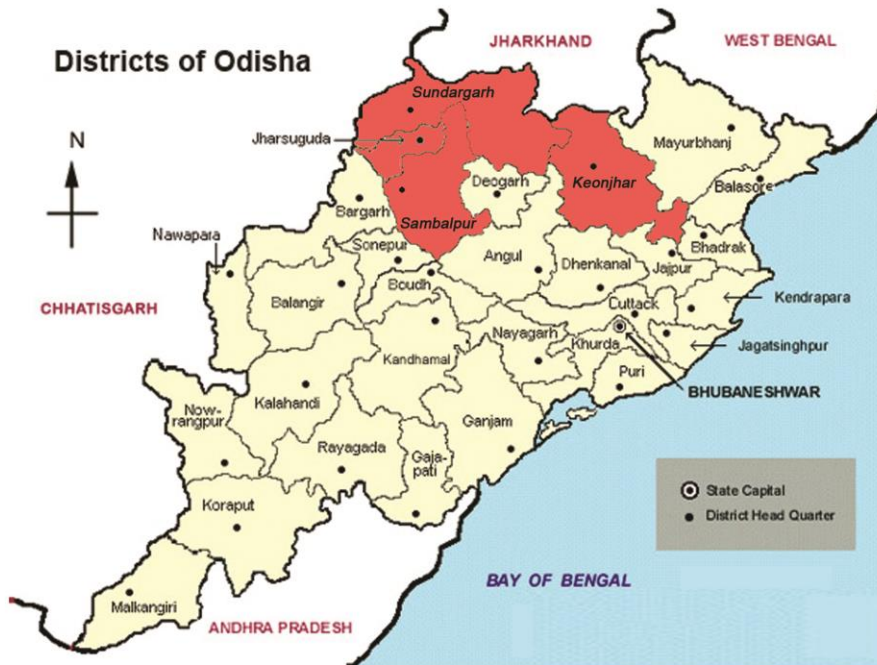 JHARKHAND
WEST BENGAL
Districts of Odisha
Sundargarh
N
Jharsuguda
Mayurbhanj
Deogarh
Keonjhar
Balasore
Bargarh
Sambalpur
Nawapara
Sonepur
Bhadrak
Angul
Dhenkanal
Jajpur
Boudh
Balangir
CHHATISGARH
Cuttack
Kendrapara
Nayagarh
Khurda
Jagatsinghpur
Kandhamal
Puri
BHUBANESHWAR
Kalahandi
Now-
rangpur
Ganjam
Rayagada
Gaja-
pati
State Capital
Koraput
District Head Quarter
BAY OF BENGAL
Malkangiri
ANDHRA PRADESH